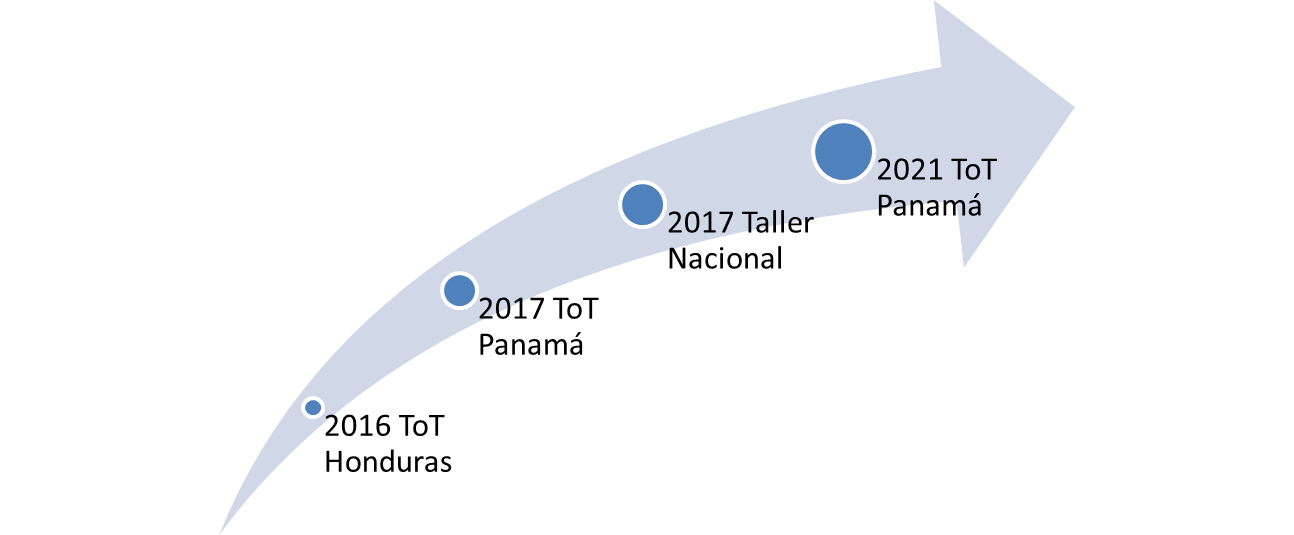 2021 ToT
Panamá
2017 Taller
Nacional
2017 ToT
Panamá
2016 ToT
Honduras